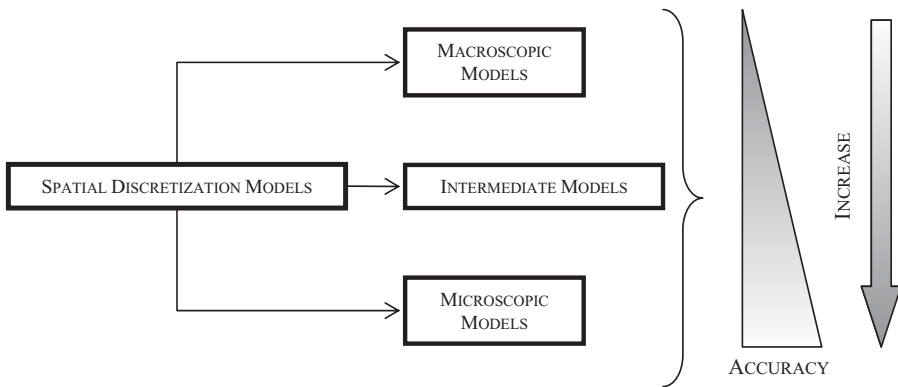 MACROSCOPIC
MODELS
SPATIAL DISCRETIZATION MODELS
INTERMEDIATE MODELS
MICROSCOPIC
MODELS
INCREASE
ACCURACY